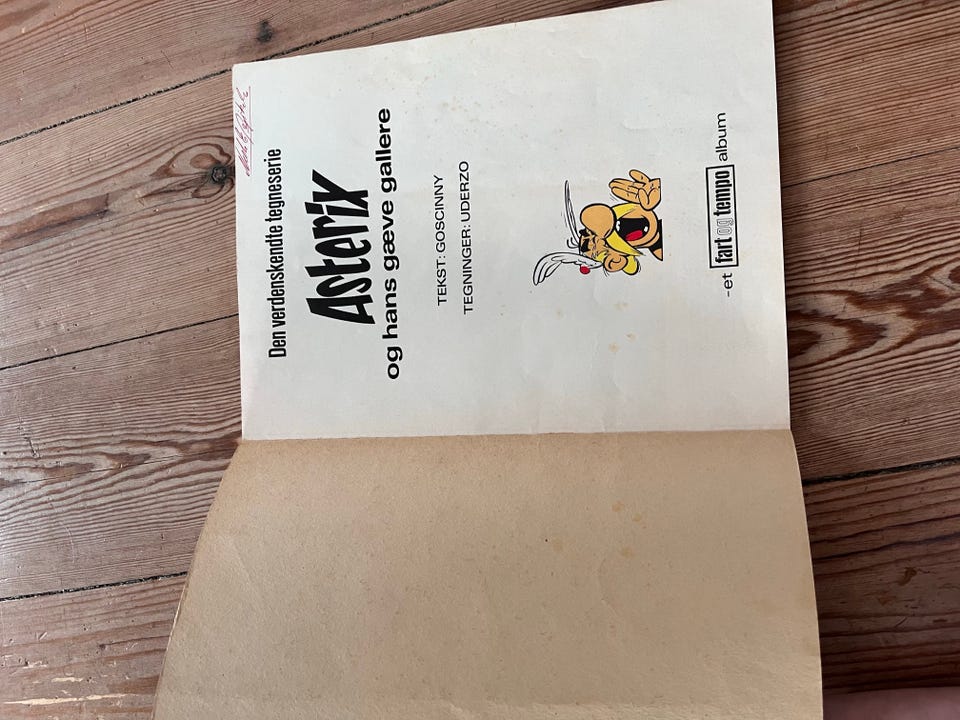 Den verdenskendte tegneserie
Asterix
og hans gæve gallere
TEKST: GOSCINNY
TEGNINGER: UDERZO
-et fart og tempo album